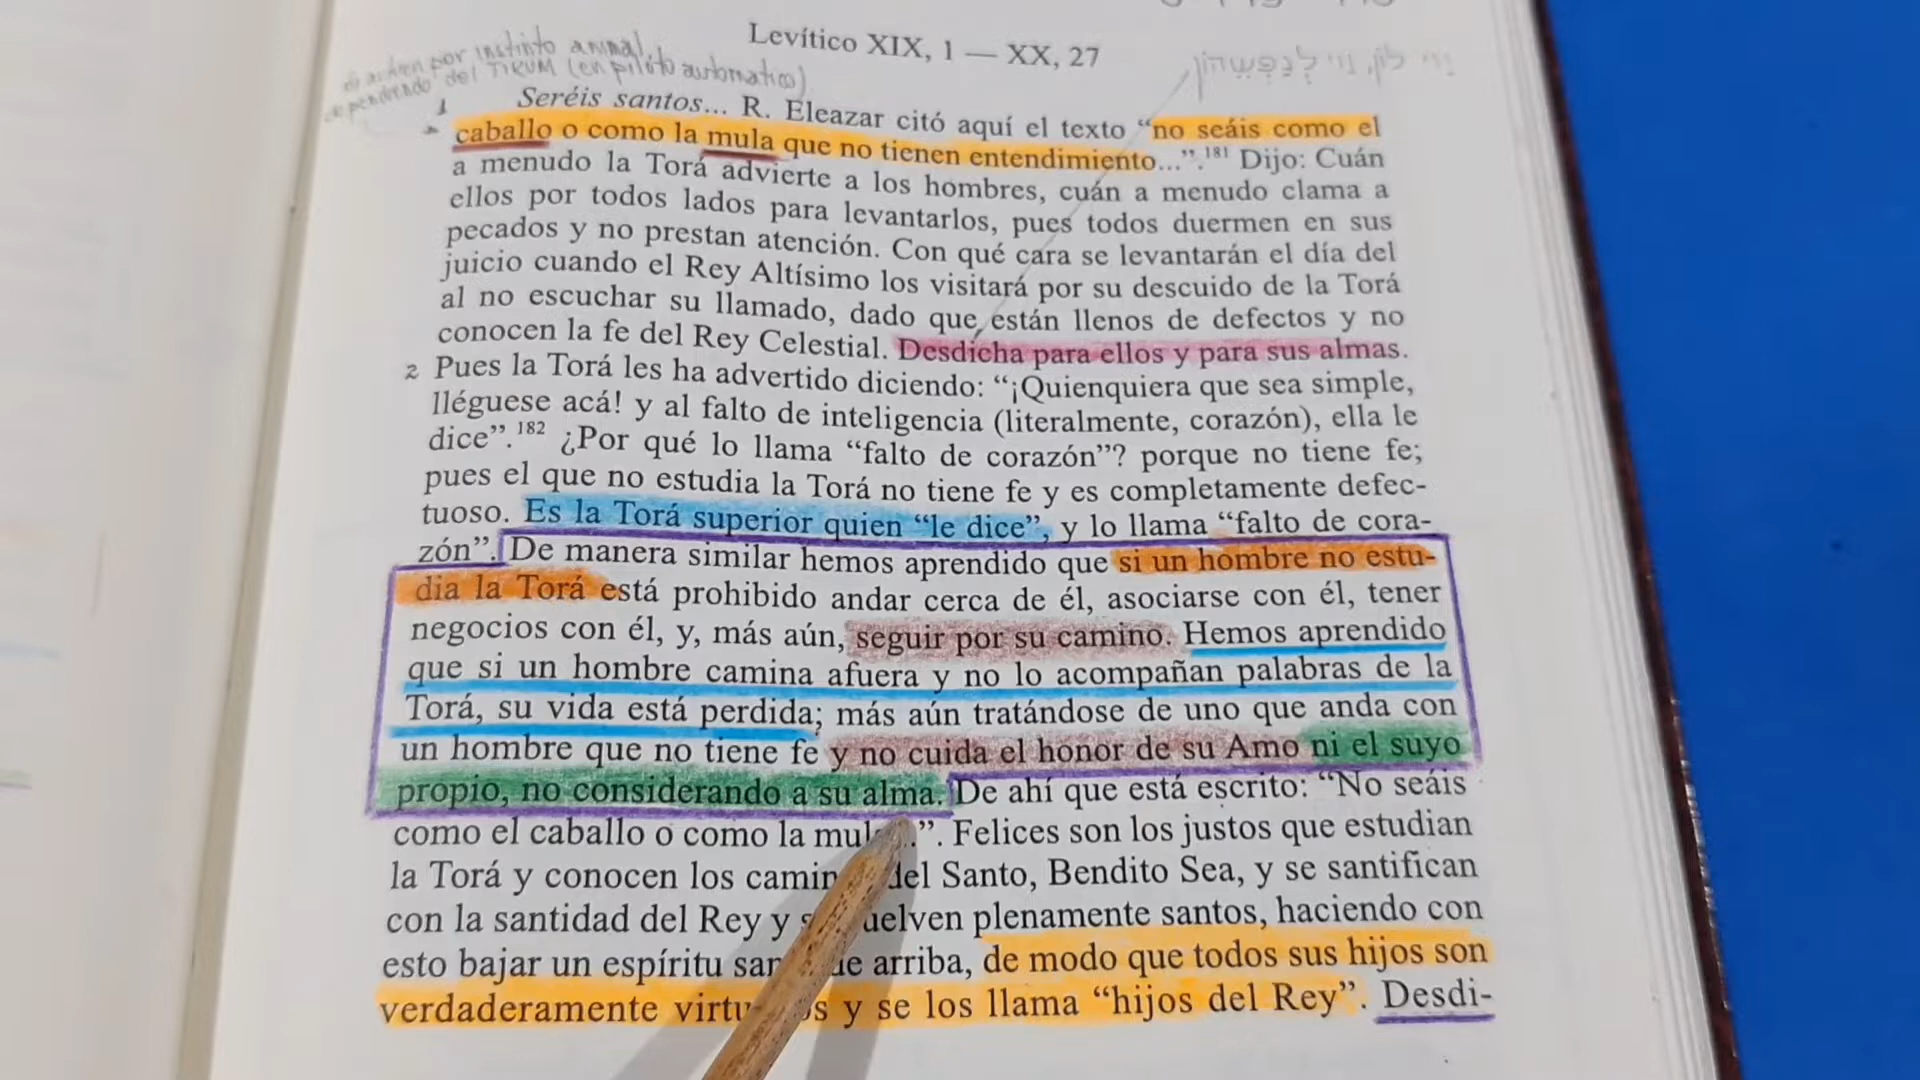 Levítico XIX, 1 — XX, 27
actúen por instinto animal,
dependiendo del TIKUM (en piloto automatico)
1
Seréis santos... R. Eleazar citó aquí el texto “no seáis como el
caballo o como la mula que no tienen entendimiento...”.181 Dijo: Cuán
a menudo la Torá advierte a los hombres, cuán a menudo clama a
ellos por todos lados para levantarlos, pues todos duermen en sus
pecados y no prestan atención. Con qué cara se levantarán el día del
juicio cuando el Rey Altísimo los visitará por su descuido de la Torá
al no escuchar su llamado, dado que están llenos de defectos y no
conocen la fe del Rey Celestial. Desdicha para ellos y para sus almas.
2 Pues la Torá les ha advertido diciendo: “¡Quienquiera que sea simple,
lléguese acá! y al falto de inteligencia (literalmente, corazón), ella le
dice”.182 ¿Por qué lo llama “falto de corazón”? porque no tiene fe;
pues el que no estudia la Torá no tiene fe y es completamente defec-
tuoso. Es la Torá superior quien “le dice”, y lo llama “falto de cora-
zón”. De manera similar hemos aprendido que si un hombre no estu-
dia la Torá está prohibido andar cerca de él, asociarse con él, tener
negocios con él, y, más aún, seguir por su camino. Hemos aprendido
que si un hombre camina afuera y no lo acompañan palabras de la
Torá, su vida está perdida; más aún tratándose de uno que anda con
un hombre que no tiene fe y no cuida el honor de su Amo ni el suyo
propio, no considerando a su alma. De ahí que está escrito: “No seáis
como el caballo o como la mul ..”. Felices son los justos que estudian
la Torá y conocen los camin del Santo, Bendito Sea, y se santifican
con la santidad del Rey y s uelven plenamente santos, haciendo con
esto bajar un espíritu san de arriba, de modo que todos sus hijos son
verdaderamente virtu os y se los llama “hijos del Rey”. Desdi-